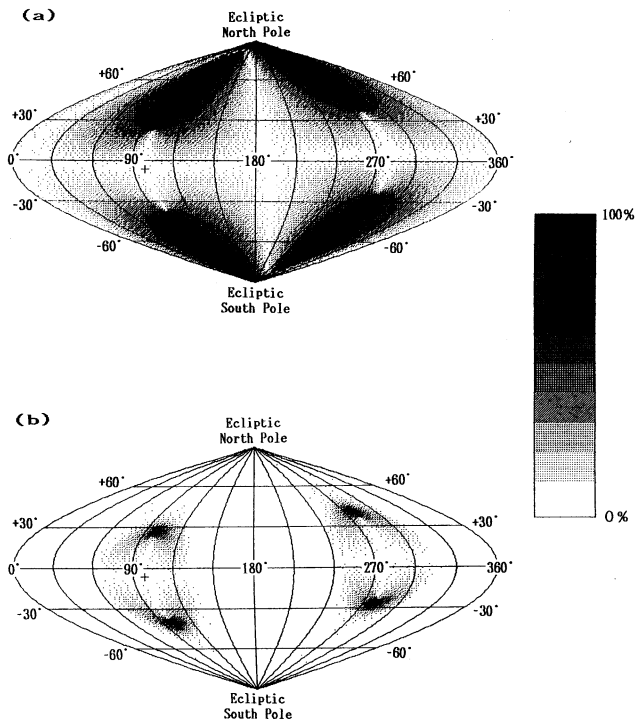 (a)
Ecliptic
North Pole
+60° +60°
+30° +30°
0° 90° 180° 270° 360°
+
-30° -30°
-60° -60°
Ecliptic
South Pole
100%
0%
(b)
Ecliptic
North Pole
+60° +60°
+30° +30°
0° 90° 180° 270° 360°
+
-30° -30°
-60° -60°
Ecliptic
South Pole